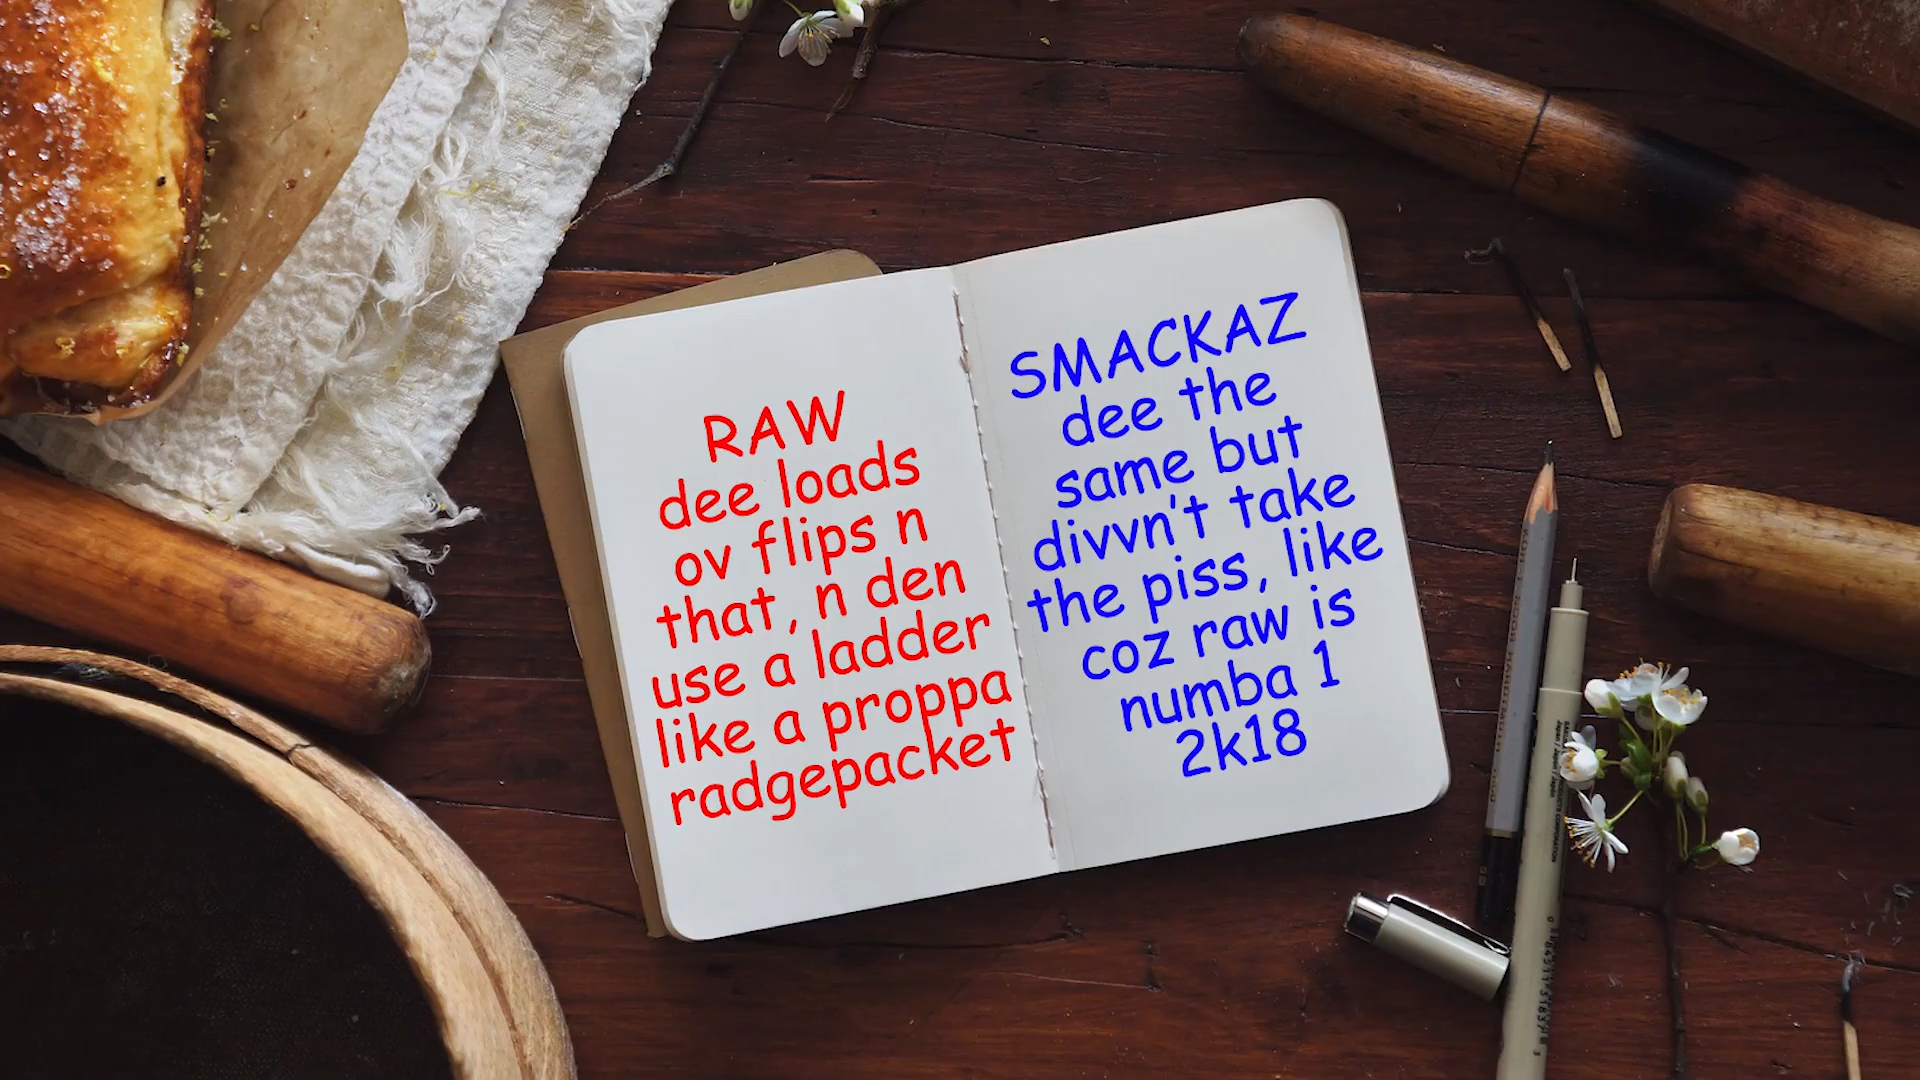 RAW
dee loads
ov flips n
that, n den
use a ladder
like a proppa
radgepacket
SMACKAZ
dee the
same but
divvn't take
the piss, like
coz raw is
numba 1
2k18